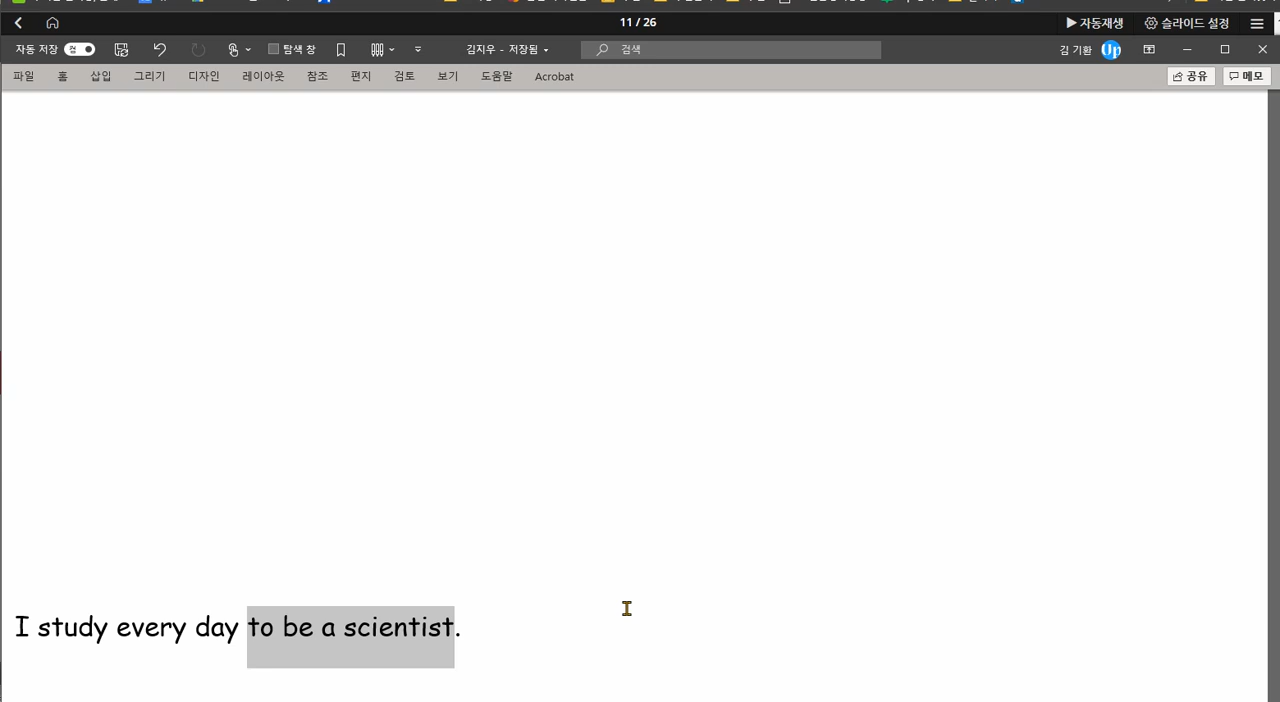 11 / 26
자동재생
슬라이드 설정
자동 저장
켬
탐색 창
김지우 - 저장됨
검색
김 기환
Up
파일 홈 삽입 그리기 디자인 레이아웃 참조 편지 검토 보기 도움말 Acrobat
공유
메모
I study every day to be a scientist.